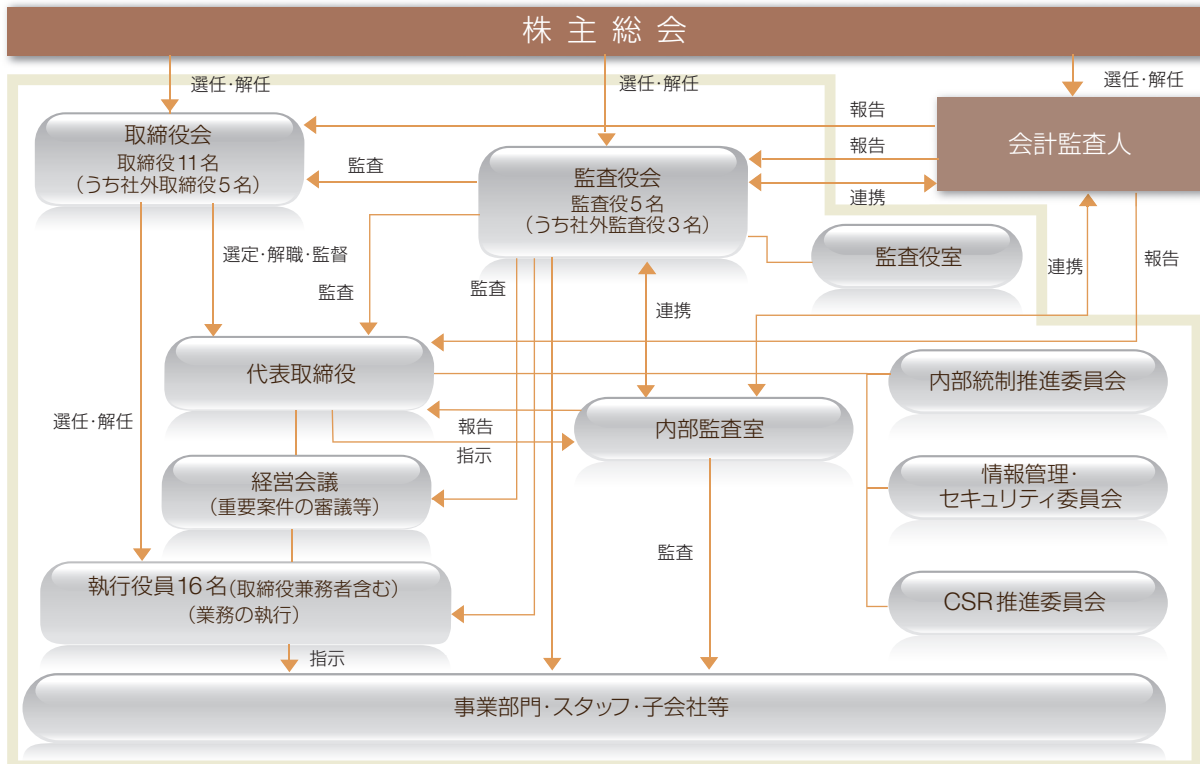 株主総会
選任・解任
選任・解任
選任・解任
取締役会
取締役11名
(うち社外取締役5名)
報告
会計監査人
報告
監査
監査役会
監査役5名
(うち社外監査役3名)
連携
選定・解職・監督
監査役室
監査
監査
連携
連携
報告
代表取締役
内部統制推進委員会
選任・解任
報告
指示
内部監査室
経営会議
(重要案件の審議等)
情報管理・
セキュリティ委員会
監査
執行役員16名(取締役兼務者含む)
(業務の執行)
CSR推進委員会
指示
事業部門・スタッフ・子会社等